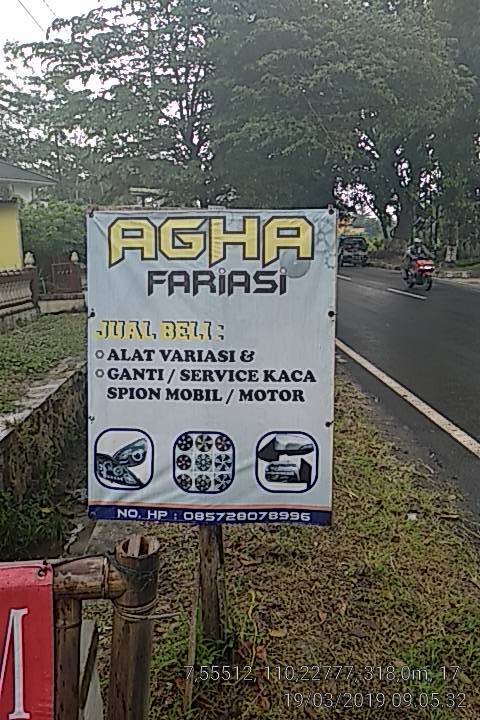 AGHA
FARIASI
JUAL BELI :
ALAT VARIASI &
GANTI / SERVICE KACA
SPION MOBIL / MOTOR
NO. HP : 085728078996
M
7,55512, 110,22777, 318,0m, 17
19/03/2019 09.05.32